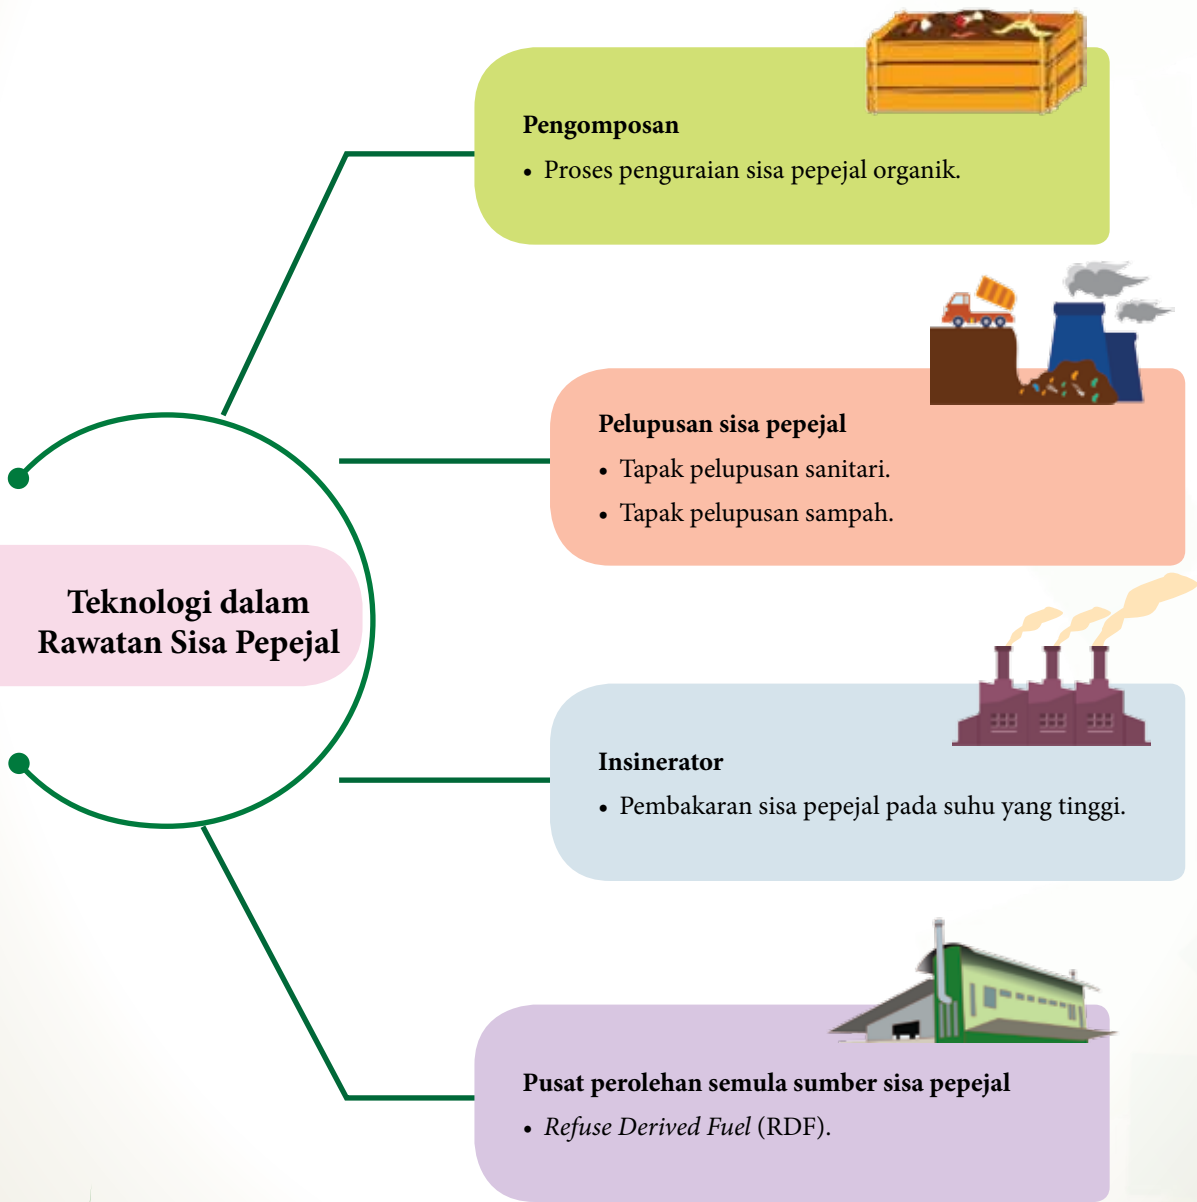 Pengomposan
• Proses penguraian sisa pepejal organik.
Pelupusan sisa pepejal
• Tapak pelupusan sanitari.
• Tapak pelupusan sampah.
Teknologi dalam
Rawatan Sisa Pepejal
Insinerator
• Pembakaran sisa pepejal pada suhu yang tinggi.
Pusat perolehan semula sumber sisa pepejal
• Refuse Derived Fuel (RDF).